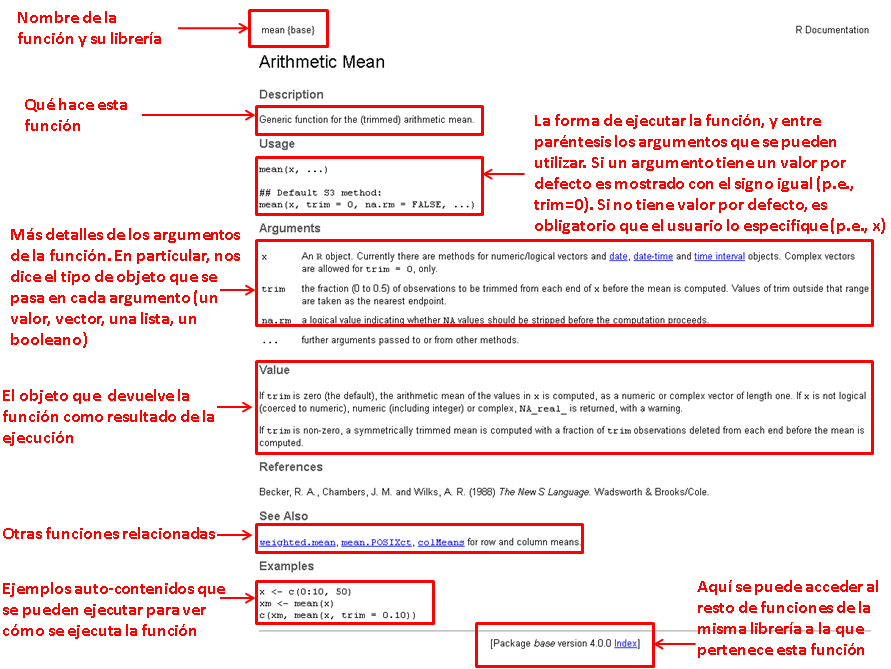 Nombre de la
función y su librería
mean {base}
R Documentation
Arithmetic Mean
Description
Qué hace esta
función
Generic function for the (trimmed) arithmetic mean.
La forma de ejecutar la función, y entre
paréntesis los argumentos que se pueden
utilizar. Si un argumento tiene un valor por
defecto es mostrado con el signo igual (p.e.,
trim=0). Si no tiene valor por defecto, es
obligatorio que el usuario lo especifique (p.e., x)
Usage
mean(x, ...)
## Default S3 method:
mean(x, trim = 0, na.rm = FALSE, ...)
Arguments
Más detalles de los argumentos
de la función. En particular, nos
dice el tipo de objeto que se
pasa en cada argumento (un
valor, vector, una lista, un
booleano)
x An R object. Currently there are methods for numeric/logical vectors and date, date-time and time interval objects. Complex vectors
are allowed for trim = 0, only.
trim the fraction (0 to 0.5) of observations to be trimmed from each end of x before the mean is computed. Values of trim outside that range
are taken as the nearest endpoint.
na.rm a logical value indicating whether NA values should be stripped before the computation proceeds.
... further arguments passed to or from other methods.
Value
El objeto que devuelve la
función como resultado de la
ejecución
If trim is zero (the default), the arithmetic mean of the values in x is computed, as a numeric or complex vector of length one. If x is not logical
(coerced to numeric), numeric (including integer) or complex, NA_real_ is returned, with a warning.
If trim is non-zero, a symmetrically trimmed mean is computed with a fraction of trim observations deleted from each end before the mean is
computed.
References
Becker, R. A., Chambers, J. M. and Wilks, A. R. (1988) The New S Language. Wadsworth & Brooks/Cole.
See Also
Otras funciones relacionadas
weighted.mean, mean.POSIXct, colMeans for row and column means.
Examples
Ejemplos auto-contenidos que
se pueden ejecutar para ver
cómo se ejecuta la función
x <- c(0:10, 50)
xm <- mean(x)
c(xm, mean(x, trim = 0.10))
Aquí se puede acceder al
resto de funciones de la
misma librería a la que
pertenece esta función
[Package base version 4.0.0 Index]